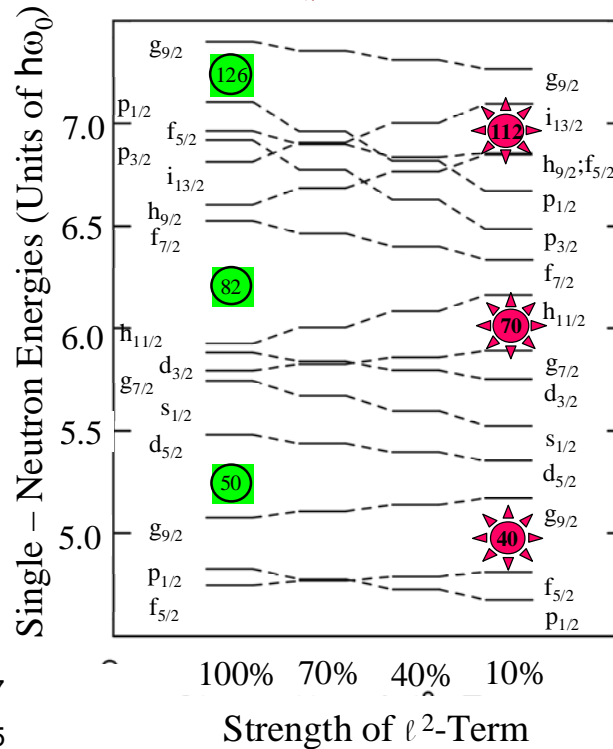 Single – Neutron Energies (Units of ħω₀)
7.0
6.5
6.0
5.5
5.0
g9/2
p1/2
f5/2
p3/2
i13/2
h9/2
f7/2
h11/2
d3/2
g7/2
s1/2
d5/2
g9/2
p1/2
f5/2
126
82
50
112
70
40
g9/2
i13/2
h9/2;f5/2
p1/2
p3/2
f7/2
h11/2
g7/2
d3/2
s1/2
d5/2
g9/2
f5/2
p1/2
100% 70% 40% 10%
Strength of ℓ²-Term